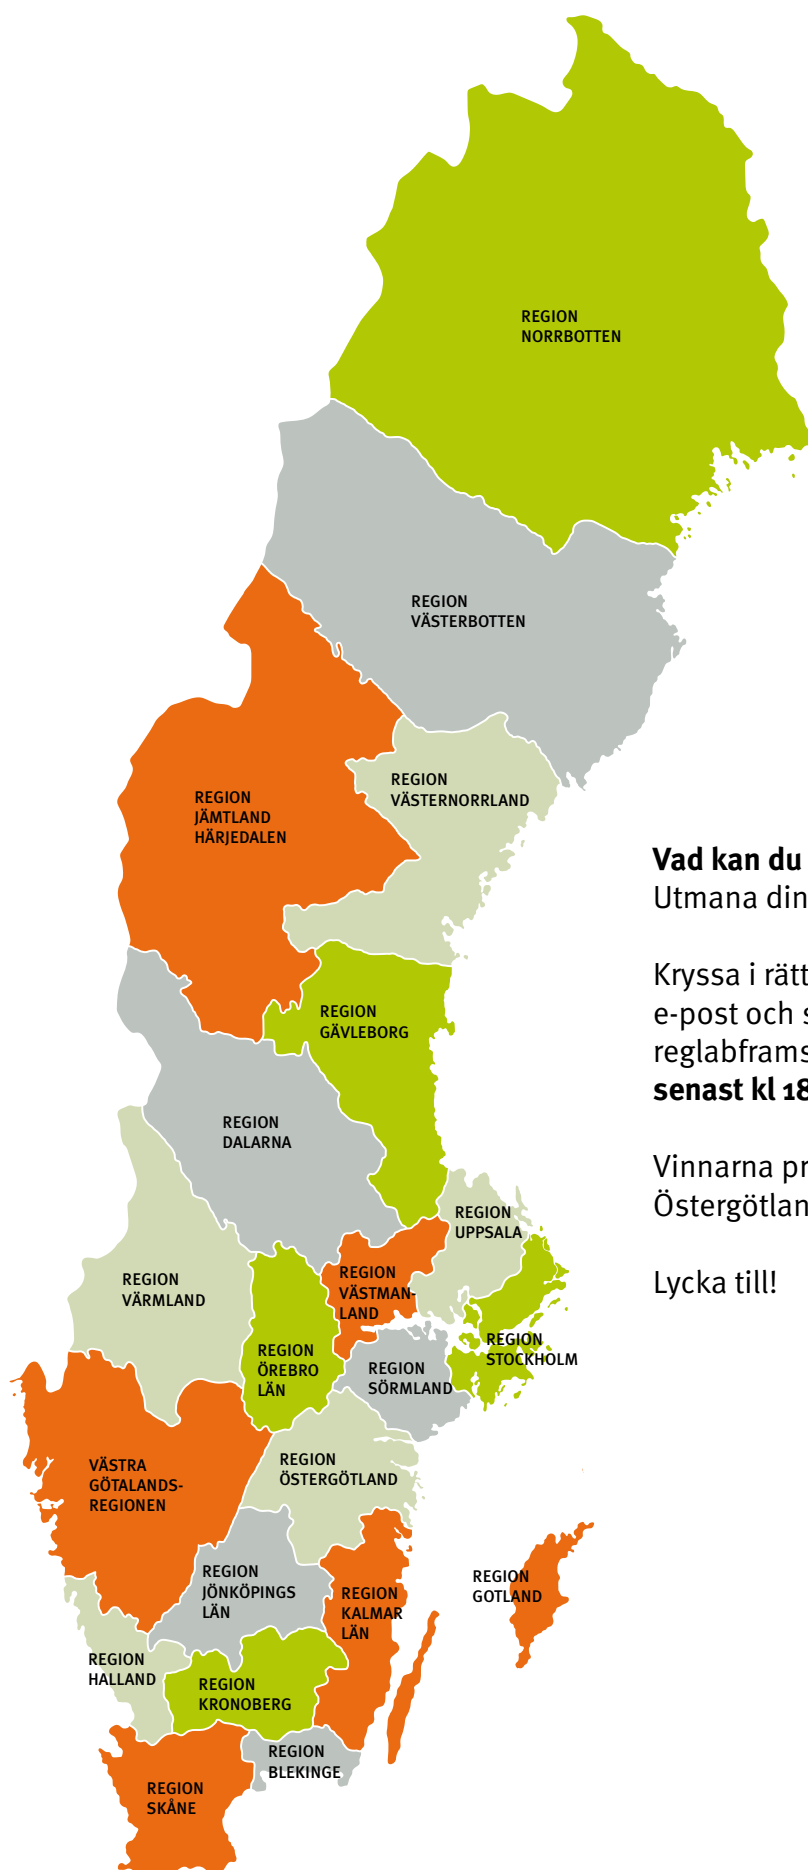 REGION
NORRBOTTEN
REGION
VÄSTERBOTTEN
REGION
VÄSTERNORRLAND
REGION
JÄMTLAND
HÄRJEDALEN
Vad kan du
Utmana din
Kryssa i rätt
e-post och s
reglabframs
senast kl 18
Vinnarna pr
Östergötlan
Lycka till!
REGION
GÄVLEBORG
REGION
DALARNA
REGION
UPPSALA
REGION
VÄRMLAND
REGION
VÄSTMAN-
LAND
REGION
STOCKHOLM
REGION
ÖREBRO
LÄN
REGION
SÖRMLAND
VÄSTRA
GÖTALANDS-
REGIONEN
REGION
ÖSTERGÖTLAND
REGION
JÖNKÖPINGS
LÄN
REGION
KALMAR
LÄN
REGION
GOTLAND
REGION
HALLAND
REGION
KRONOBERG
REGION
BLEKINGE
REGION
SKÅNE